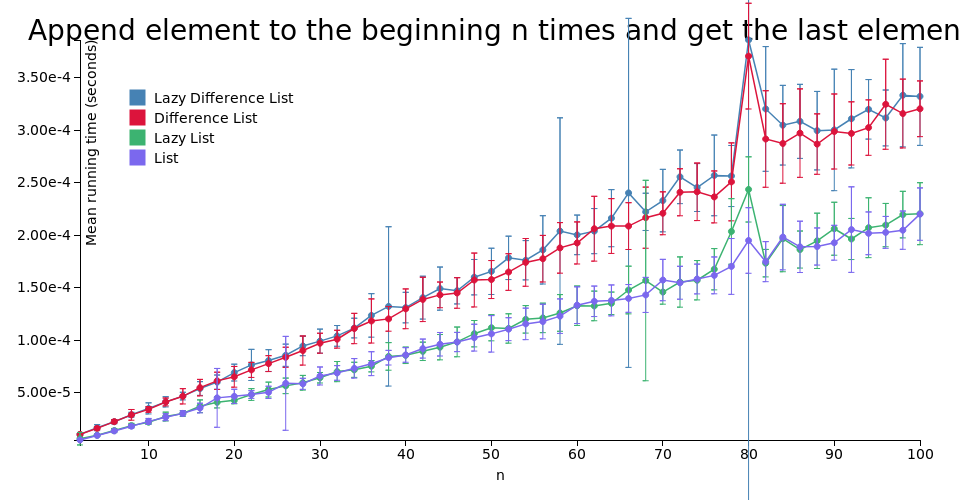 Append element to the beginning n times and get the last elemen
Mean running time (seconds)
3.50e-4
3.00e-4
2.50e-4
2.00e-4
1.50e-4
1.00e-4
5.00e-5
Lazy Difference List
Difference List
Lazy List
List
10 20 30 40 50 60 70 80 90 100
n